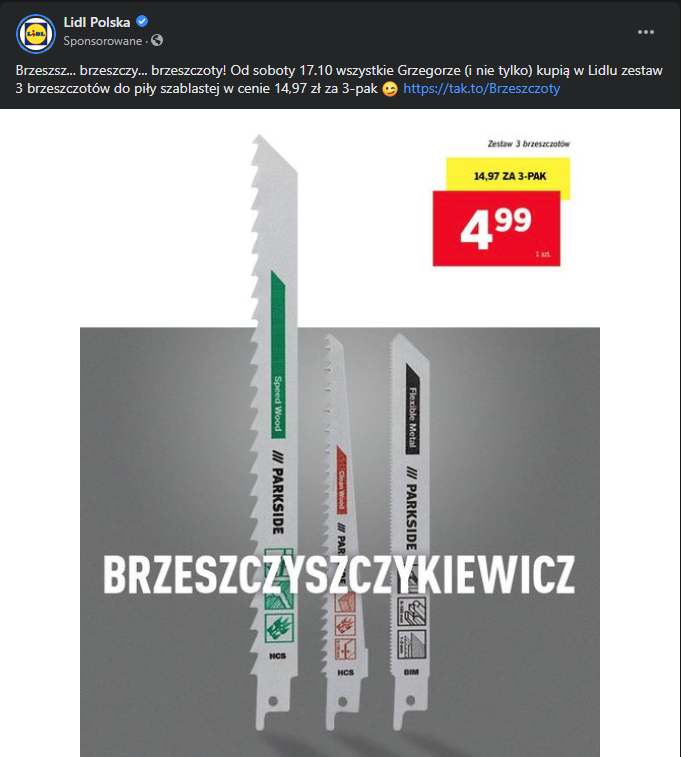 Lidl Polska
Sponsorowane ·
Brzeszsz... brzeszczy... brzeszczoty! Od soboty 17.10 wszystkie Grzegorze (i nie tylko) kupią w Lidlu zestaw
3 brzeszczotów do piły szablastej w cenie 14,97 zł za 3-pak 😉 https://tak.to/Brzeszczoty
Zestaw 3 brzeszczotów
14,97 ZA 3-PAK
4.99
1 szt.
Speed Wood
/// PARKSIDE
HCS
Clean Wood
/// PARKSIDE
HCS
Flexible Metal
/// PARKSIDE
BIM
BRZESZCZYSZCZYKIEWICZ